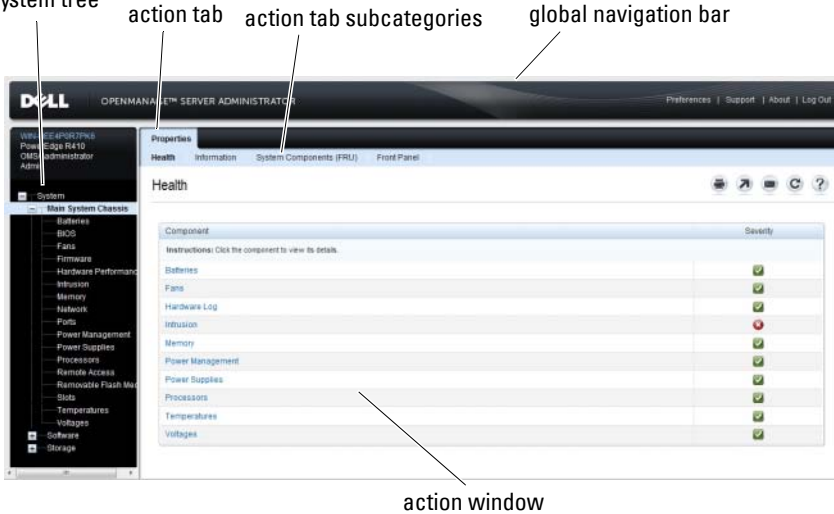 ystem tree
action tab
action tab subcategories
global navigation bar
DELL
OPENMANAGE™ SERVER ADMINISTRATOR
Preferences | Support | About | Log Out
PowerEdge R410
Admin
Properties
Health Information System Components (FRU) Front Panel
Health
System
Main System Chassis
Batteries
BIOS
Fans
Firmware
Hardware Performanc
Intrusion
Memory
Network
Ports
Power Management
Power Supplies
Processors
Remote Access
Removable Flash Med
Slots
Temperatures
Voltages
Software
Storage
Component Severity
Instructions: Click the component to view its details.
Batteries
Fans
Hardware Log
Intrusion
Memory
Power Management
Power Supplies
Processors
Temperatures
Voltages
action window